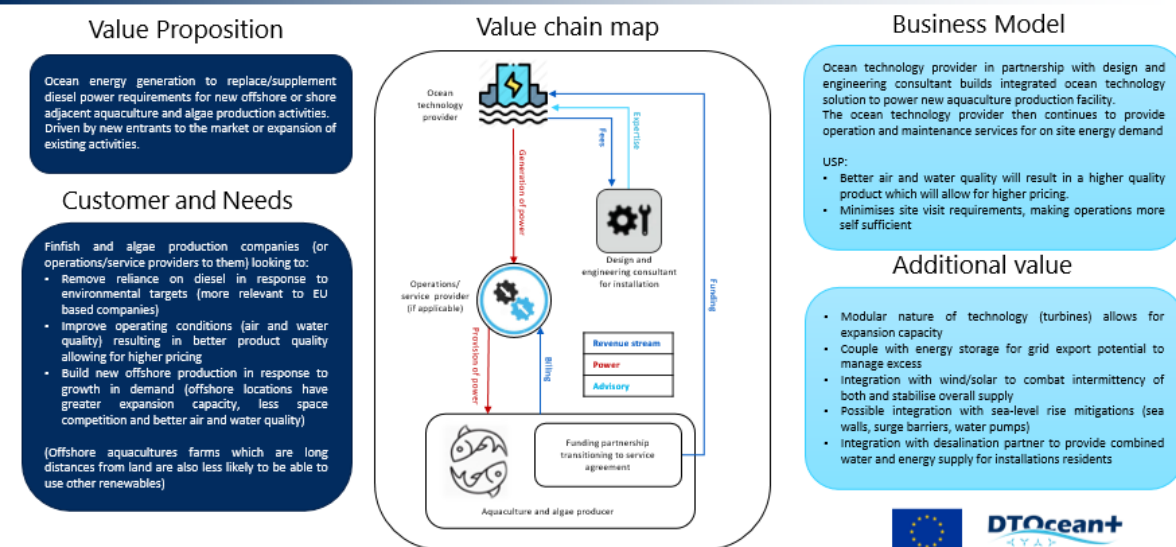 Value Proposition
Ocean energy generation to replace/supplement
diesel power requirements for new offshore or shore
adjacent aquaculture and algae production activities.
Driven by new entrants to the market or expansion of
existing activities.
Customer and Needs
Finfish and algae production companies (or
operations/service providers to them) looking to:
• Remove reliance on diesel in response to
environmental targets (more relevant to EU
based companies)
• Improve operating conditions (air and water
quality) resulting in better product quality
allowing for higher pricing
• Build new offshore production in response to
growth in demand (offshore locations have
greater expansion capacity, less space
competition and better air and water quality)
(Offshore aquacultures farms which are long
distances from land are also less likely to be able to
use other renewables)
Value chain map
Ocean
technology
provider
Generation of power
Fees
Expertise
Design and
engineering consultant
for installation
Operations/
service provider
(if applicable)
Funding
Revenue stream
Power
Advisory
Provision of power
Billing
Funding partnership
transitioning to service
agreement
Aquaculture and algae producer
Business Model
Ocean technology provider in partnership with design and
engineering consultant builds integrated ocean technology
solution to power new aquaculture production facility.
The ocean technology provider then continues to provide
operation and maintenance services for on site energy demand
USP:
• Better air and water quality will result in a higher quality
product which will allow for higher pricing.
• Minimises site visit requirements, making operations more
self sufficient
Additional value
• Modular nature of technology (turbines) allows for
expansion capacity
• Couple with energy storage for grid export potential to
manage excess
• Integration with wind/solar to combat intermittency of
both and stabilise overall supply
• Possible integration with sea-level rise mitigations (sea
walls, surge barriers, water pumps)
• Integration with desalination partner to provide combined
water and energy supply for installations residents
DTOcean+